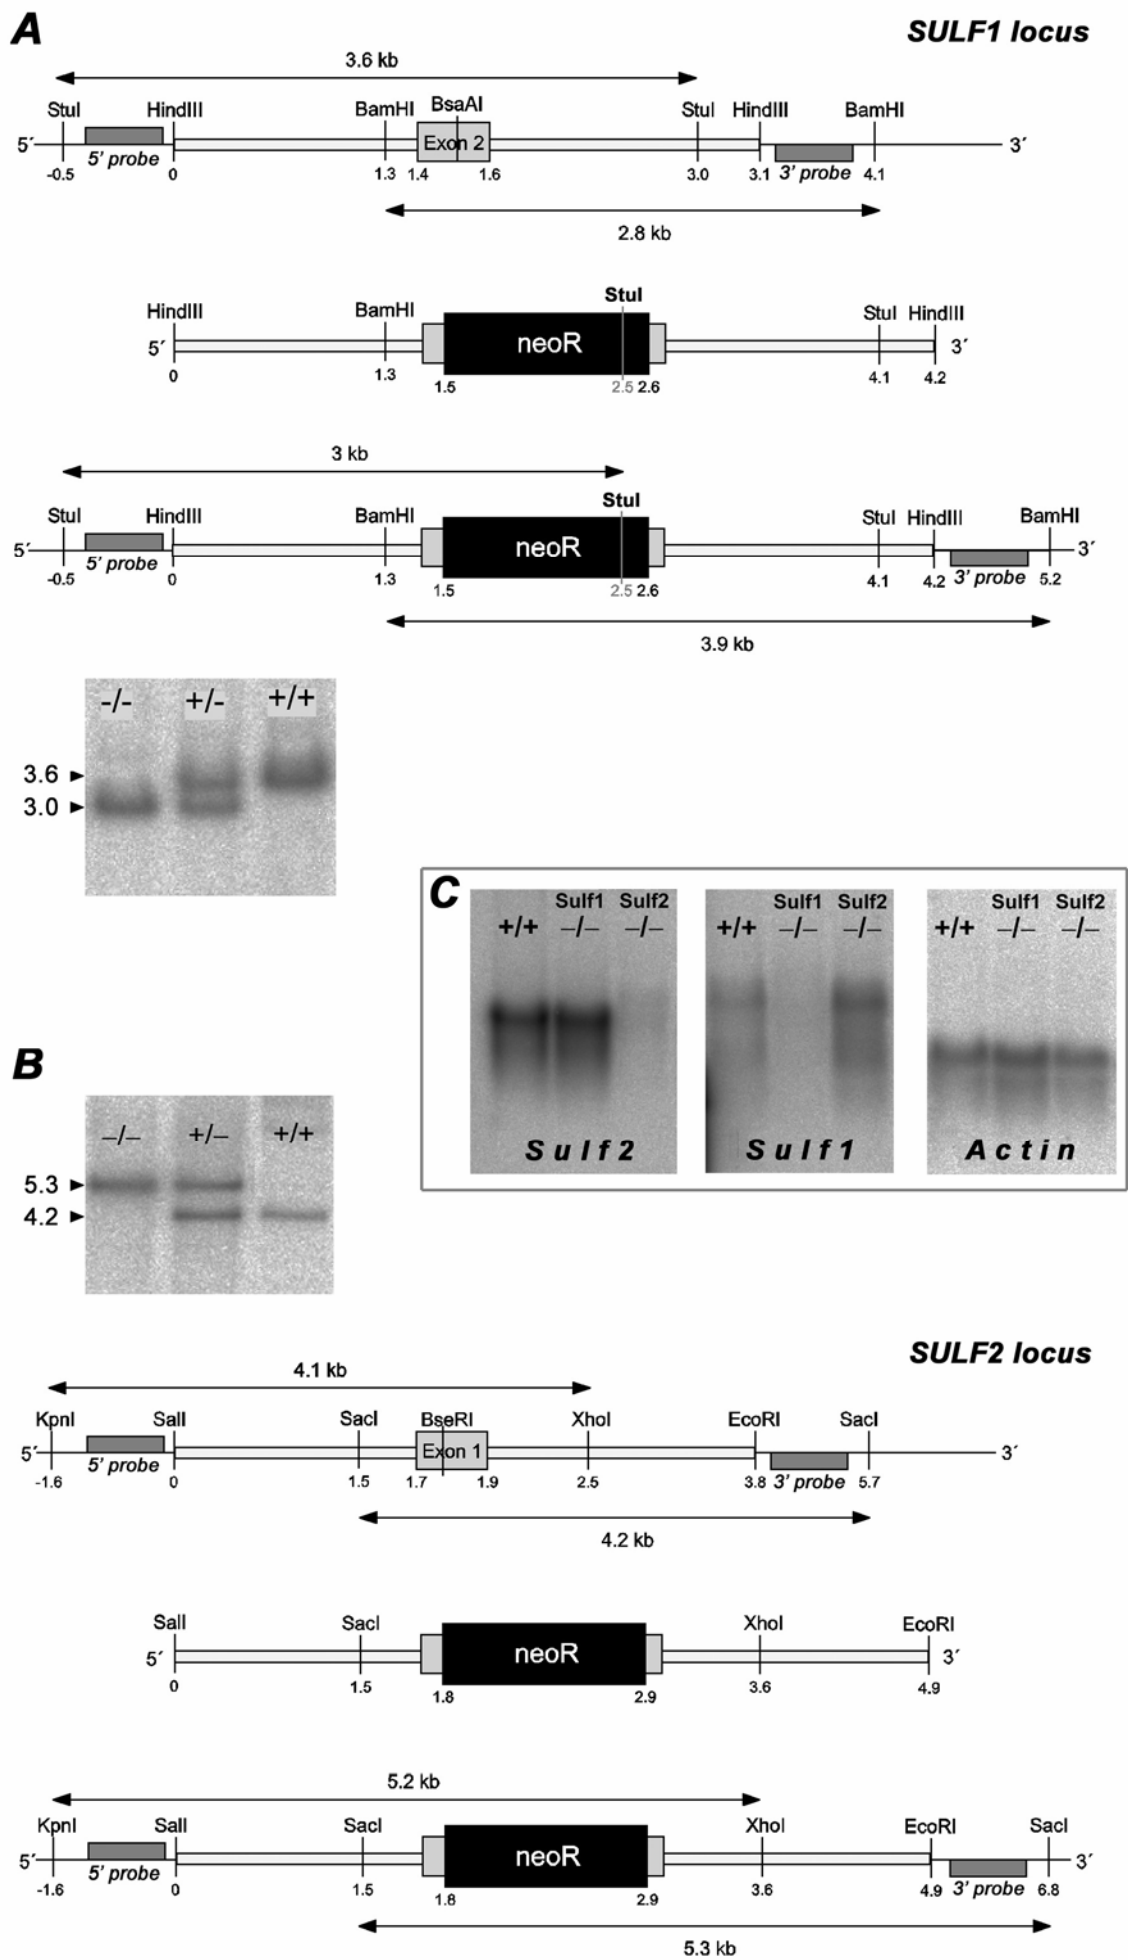 A
SULF1 locus
3.6 kb
StuI HindIII BamHI BsaAI StuI HindIII BamHI
5´ Exon 2 3´
5’ probe 3’ probe
-0.5 0 1.3 1.4 1.6 3.0 3.1 4.1
2.8 kb
StuI
HindIII BamHI StuI HindIII
5´ neoR 3´
0 1.3 1.5 2.5 2.6 4.1 4.2
3 kb
StuI
StuI HindIII BamHI StuI HindIII BamHI
5´ neoR 3´
5’ probe 3’ probe
-0.5 0 1.3 1.5 2.5 2.6 4.1 4.2 5.2
3.9 kb
-/- +/- +/+
3.6
3.0
C
Sulf1 Sulf2
+/+ –/– –/–
Sulf2
Sulf1 Sulf2
+/+ –/– –/–
Sulf1
Sulf1 Sulf2
+/+ –/– –/–
Actin
B
–/– +/– +/+
5.3
4.2
SULF2 locus
4.1 kb
KpnI SalI SacI BseRI XhoI EcoRI SacI
5´ Exon 1 3´
5’ probe 3’ probe
-1.6 0 1.5 1.7 1.9 2.5 3.8 5.7
4.2 kb
SalI SacI XhoI EcoRI
5´ neoR 3´
0 1.5 1.8 2.9 3.6 4.9
5.2 kb
KpnI SalI SacI XhoI EcoRI SacI
5´ neoR 3´
5’ probe 3’ probe
-1.6 0 1.5 1.8 2.9 3.6 4.9 6.8
5.3 kb